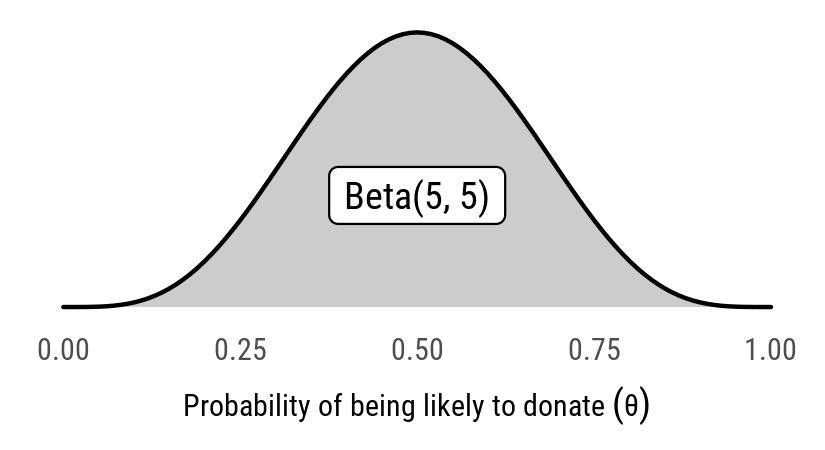 Beta(5, 5)
0.00 0.25 0.50 0.75 1.00
Probability of being likely to donate (θ)